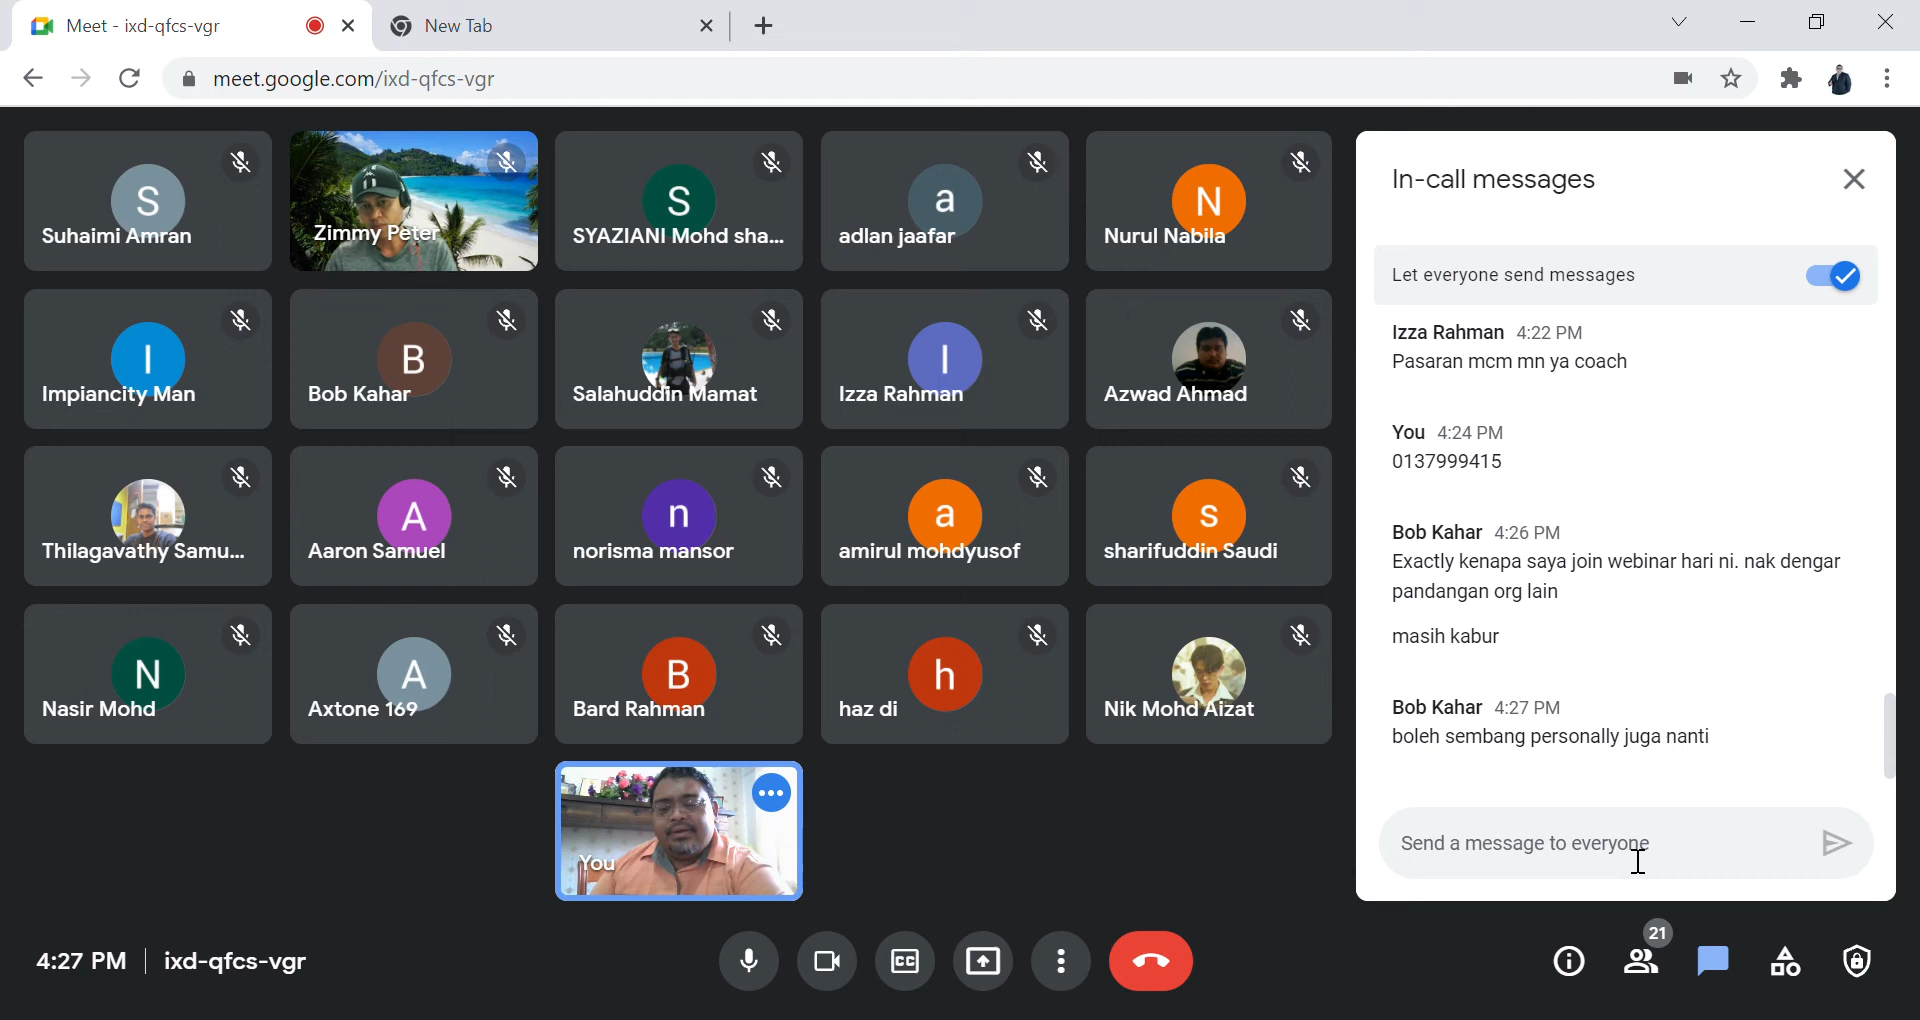 Meet - ixd-qfcs-vgr
New Tab
meet.google.com/ixd-qfcs-vgr
S
Suhaimi Amran
Zimmy Peter
S
SYAZIANI Mohd sha...
a
adlan jaafar
N
Nurul Nabila
I
Impiancity Man
B
Bob Kahar
Salahuddin Mamat
I
Izza Rahman
Azwad Ahmad
Thilagavathy Samu...
A
Aaron Samuel
n
norisma mansor
a
amirul mohdyusof
s
sharifuddin Saudi
N
Nasir Mohd
A
Axtone 169
B
Bard Rahman
h
haz di
Nik Mohd Aizat
You
In-call messages
Let everyone send messages
Izza Rahman 4:22 PM
Pasaran mcm mn ya coach
You 4:24 PM
0137999415
Bob Kahar 4:26 PM
Exactly kenapa saya join webinar hari ni. nak dengar
pandangan org lain
masih kabur
Bob Kahar 4:27 PM
boleh sembang personally juga nanti
Send a message to everyone
4:27 PM | ixd-qfcs-vgr
CC
21